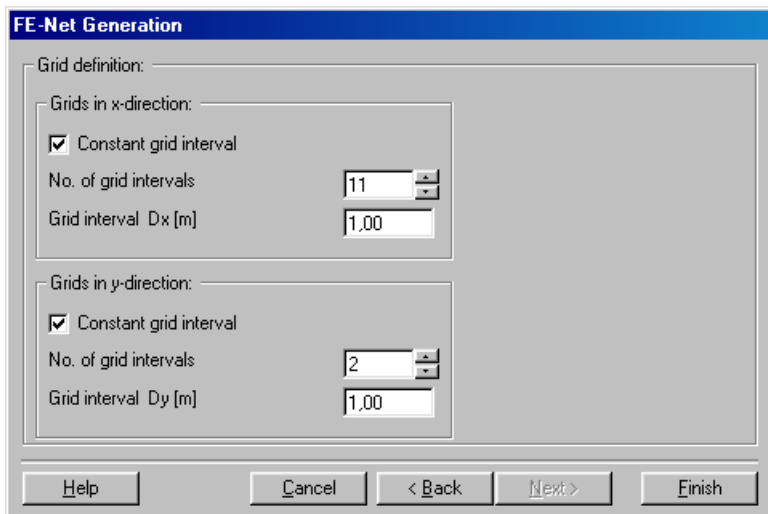 FE-Net Generation
Grid definition:
Grids in x-direction:
Constant grid interval
No. of grid intervals 11
Grid interval Dx [m] 1,00
Grids in y-direction:
Constant grid interval
No. of grid intervals 2
Grid interval Dy [m] 1,00
Help Cancel < Back Next > Finish